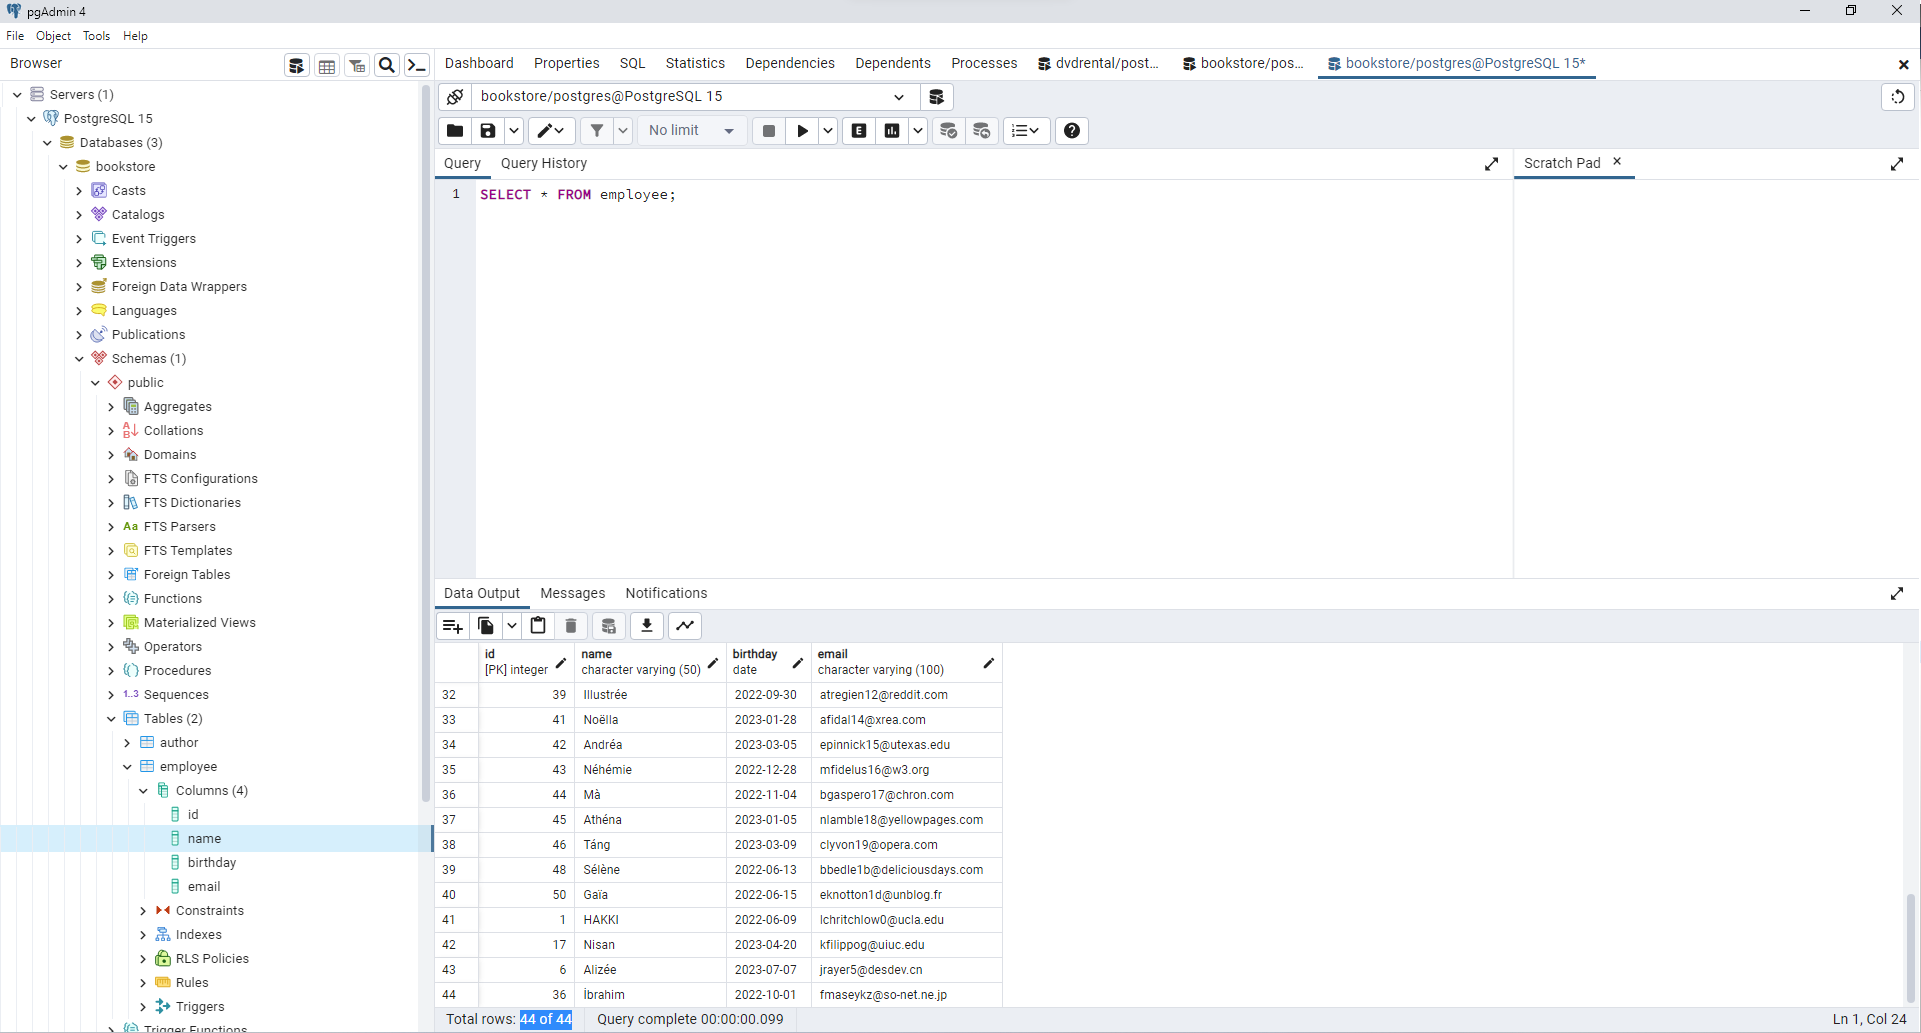 pgAdmin 4
File Object Tools Help
Browser
Servers (1)
PostgreSQL 15
Databases (3)
bookstore
Casts
Catalogs
Event Triggers
Extensions
Foreign Data Wrappers
Languages
Publications
Schemas (1)
public
Aggregates
Collations
Domains
FTS Configurations
FTS Dictionaries
Aa FTS Parsers
FTS Templates
Foreign Tables
Functions
Materialized Views
Operators
Procedures
1..3 Sequences
Tables (2)
author
employee
Columns (4)
id
name
birthday
email
Constraints
Indexes
RLS Policies
Rules
Triggers
Trigger Functions
Dashboard Properties SQL Statistics Dependencies Dependents Processes dvdrental/post... bookstore/pos... bookstore/postgres@PostgreSQL 15*
bookstore/postgres@PostgreSQL 15
No limit
Query Query History
Scratch Pad
1 SELECT * FROM employee;
Data Output Messages Notifications
id name birthday email
[PK] integer character varying (50) date character varying (100)
32 39 Illustrée 2022-09-30 atregien12@reddit.com
33 41 Noëlla 2023-01-28 afidal14@xrea.com
34 42 Andréa 2023-03-05 epinnick15@utexas.edu
35 43 Néhémie 2022-12-28 mfidelus16@w3.org
36 44 Mà 2022-11-04 bgaspero17@chron.com
37 45 Athéna 2023-01-05 nlamble18@yellowpages.com
38 46 Táng 2023-03-09 clyvon19@opera.com
39 48 Sélène 2022-06-13 bbedle1b@deliciousdays.com
40 50 Gaïa 2022-06-15 eknotton1d@unblog.fr
41 1 HAKKI 2022-06-09 lchritchlow0@ucla.edu
42 17 Nisan 2023-04-20 kfilippog@uiuc.edu
43 6 Alizée 2023-07-07 jrayer5@desdev.cn
44 36 İbrahim 2022-10-01 fmaseykz@so-net.ne.jp
Total rows: 44 of 44 Query complete 00:00:00.099 Ln 1, Col 24